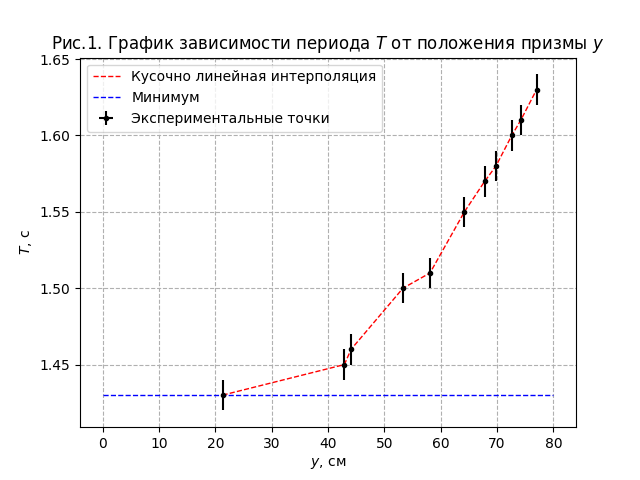 Рис.1. График зависимости периода T от положения призмы y
Кусочно линейная интерполяция
Минимум
Экспериментальные точки
1.65
1.60
1.55
1.50
1.45
T, с
0 10 20 30 40 50 60 70 80
y, см